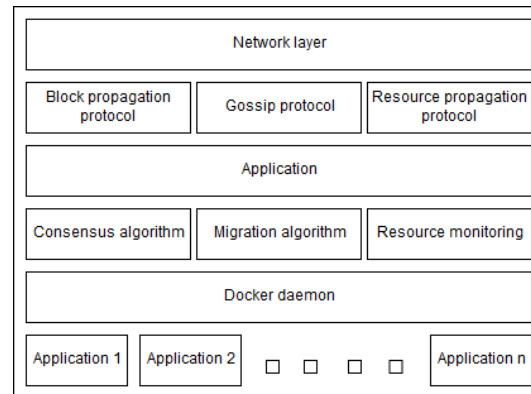 Network layer
Block propagation
protocol
Gossip protocol
Resource propagation
protocol
Application
Consensus algorithm
Migration algorithm
Resource monitoring
Docker daemon
Application 1
Application 2
Application n